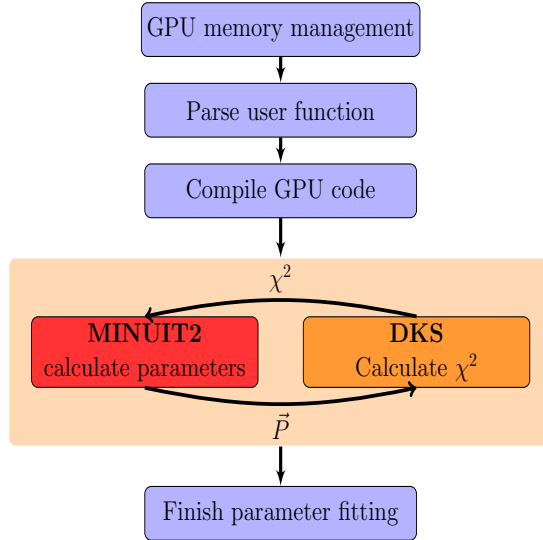 GPU memory management
Parse user function
Compile GPU code
χ²
MINUIT2
calculate parameters
DKS
Calculate χ²
P⃗
Finish parameter fitting